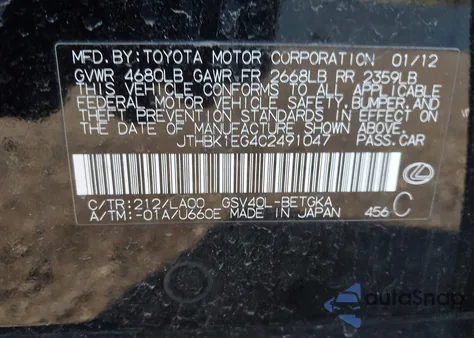 MFD.BY: TOYOTA MOTOR CORPORATION 01/12
GVWR 4680LB GAWR FR 2668LB RR 2359LB
THIS VEHICLE CONFORMS TO ALL APPLICABLE
FEDERAL MOTOR VEHICLE SAFETY, BUMPER, AND
THEFT PREVENTION STANDARDS IN EFFECT ON
THE DATE OF MANUFACTURE SHOWN ABOVE.
JTHBK1EG4C2491047 PASS.CAR
C/TR:212/LA00 GSV40L-BETGKA
A/TM:-01A/U660E MADE IN JAPAN 456 C
autoSnap